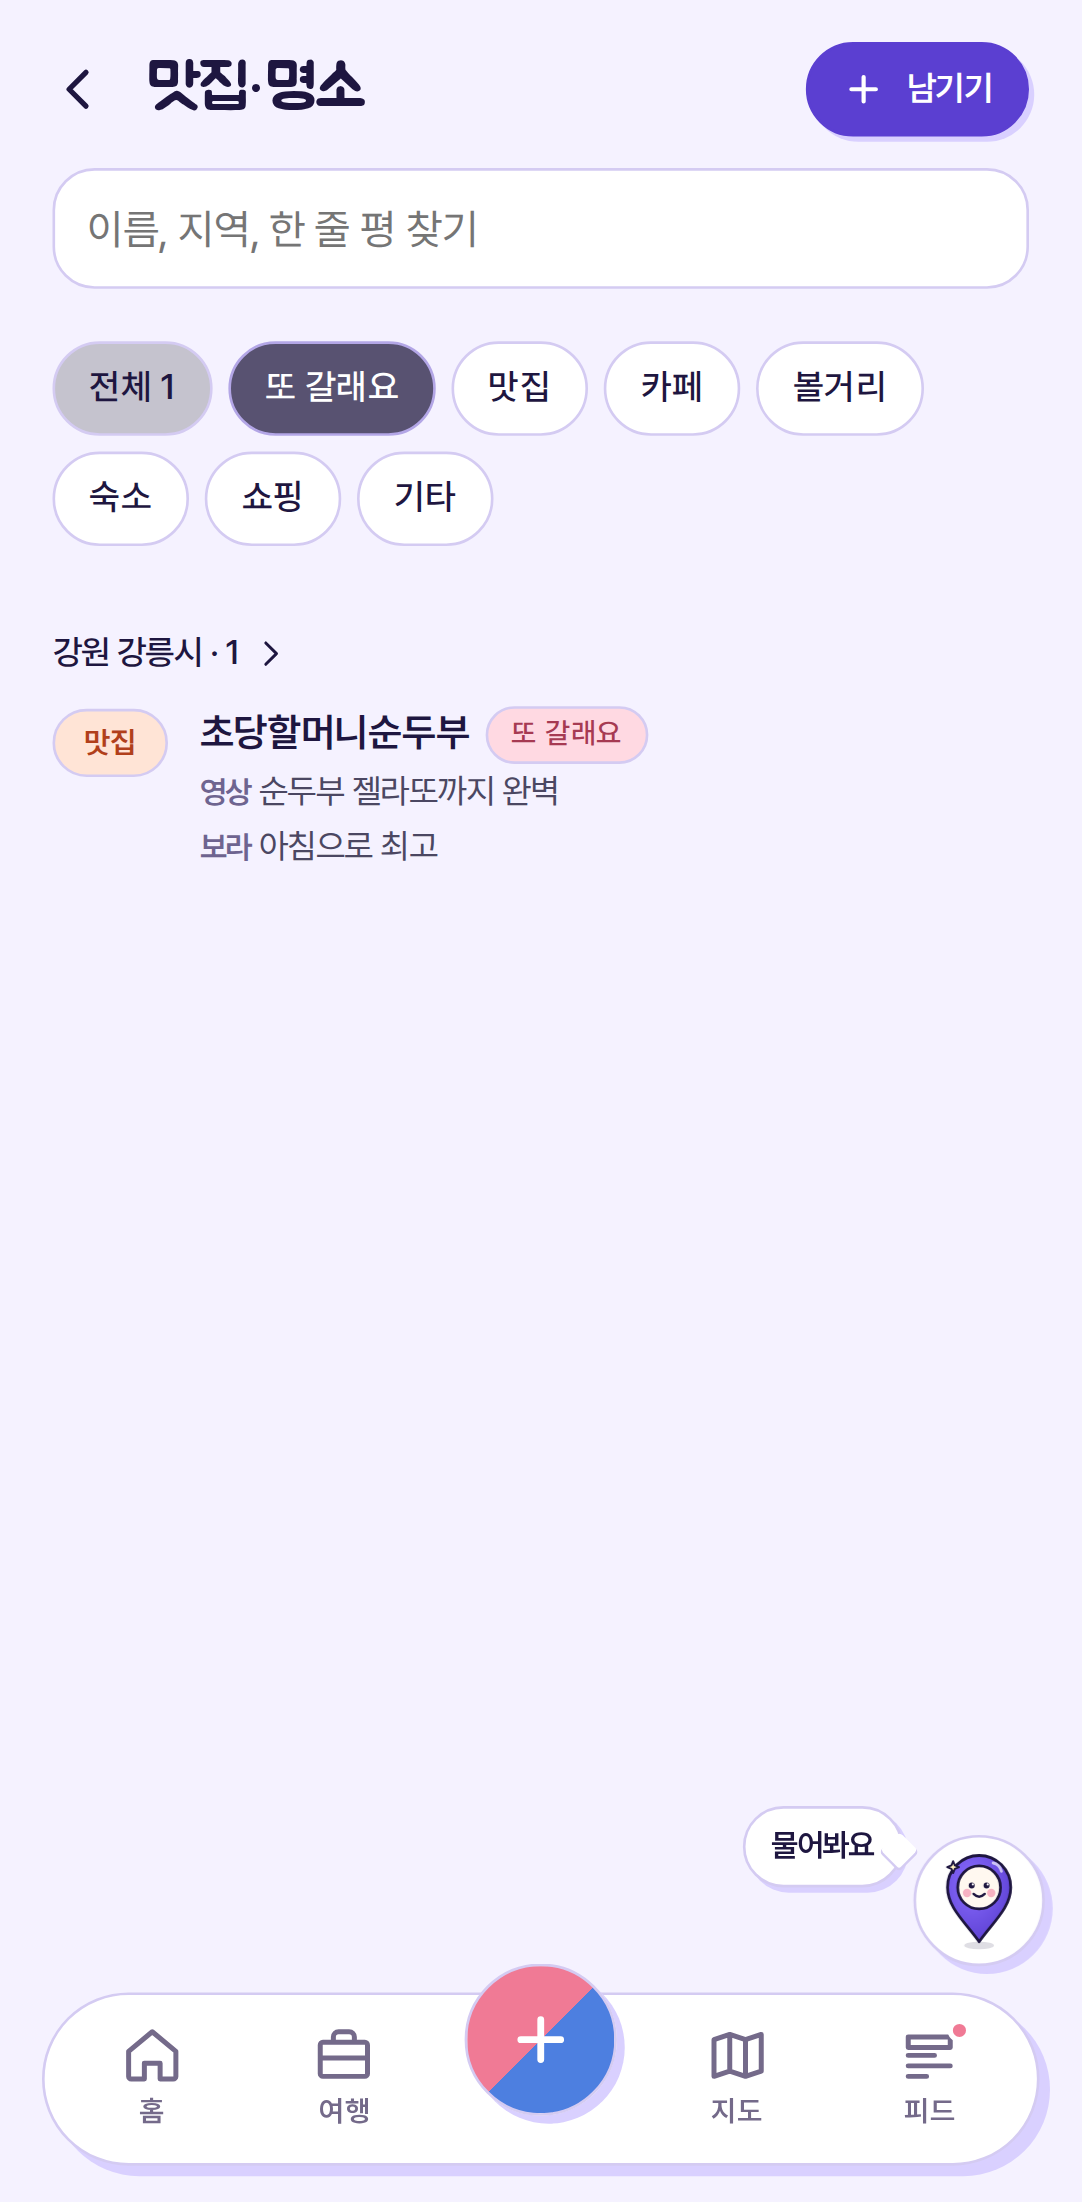 맛집·명소
남기기
이름, 지역, 한 줄 평 찾기
전체 1
또 갈래요
맛집
카페
볼거리
숙소
쇼핑
기타
강원 강릉시 · 1
맛집
초당할머니순두부
또 갈래요
영상 순두부 젤라또까지 완벽
보라 아침으로 최고
물어봐요
홈
여행
지도
피드